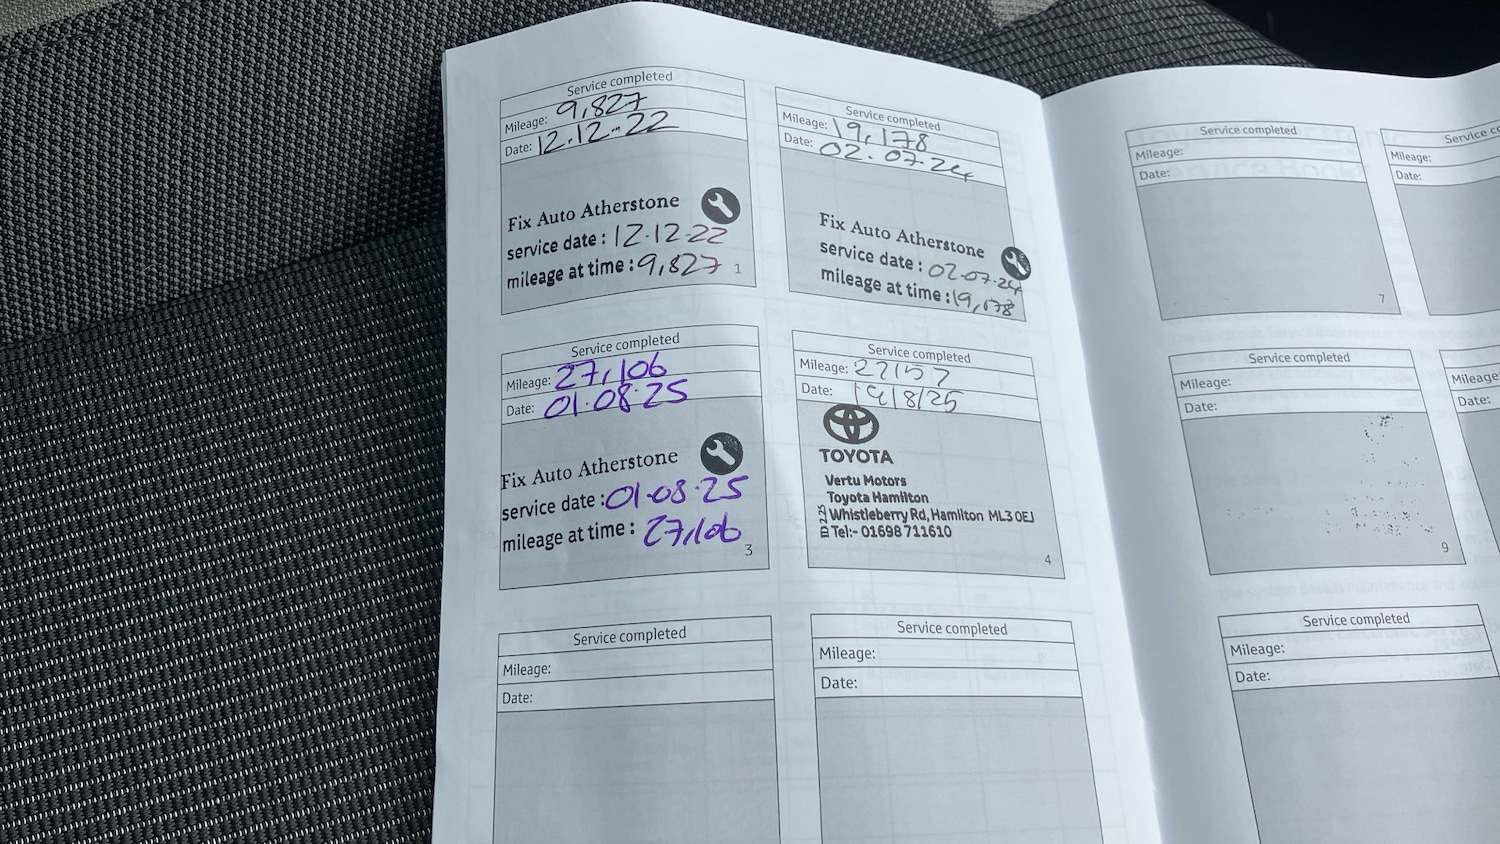 Service completed
Mileage: 9,827
Date: 12.12.22
Fix Auto Atherstone
service date : 12.12.22
mileage at time : 9,827
1
Service completed
Mileage: 19,178
Date: 02.07.24
Fix Auto Atherstone
service date : 02.07.24
mileage at time : 19,178
Service completed
Mileage: 27,106
Date: 01.08.25
Fix Auto Atherstone
service date : 01.08.25
mileage at time : 27,106
3
Service completed
Mileage: 27157
Date: 19/8/25
TOYOTA
Vertu Motors
Toyota Hamilton
Whistleberry Rd, Hamilton ML3 0EJ
Tel:- 01698 711610
4
Service completed
Mileage:
Date:
Service completed
Mileage:
Date:
Service completed
Mileage:
Date:
7
Service
Mileage:
Date:
Service completed
Mileage:
Date:
9
Mileage
Date:
Service completed
Mileage:
Date: